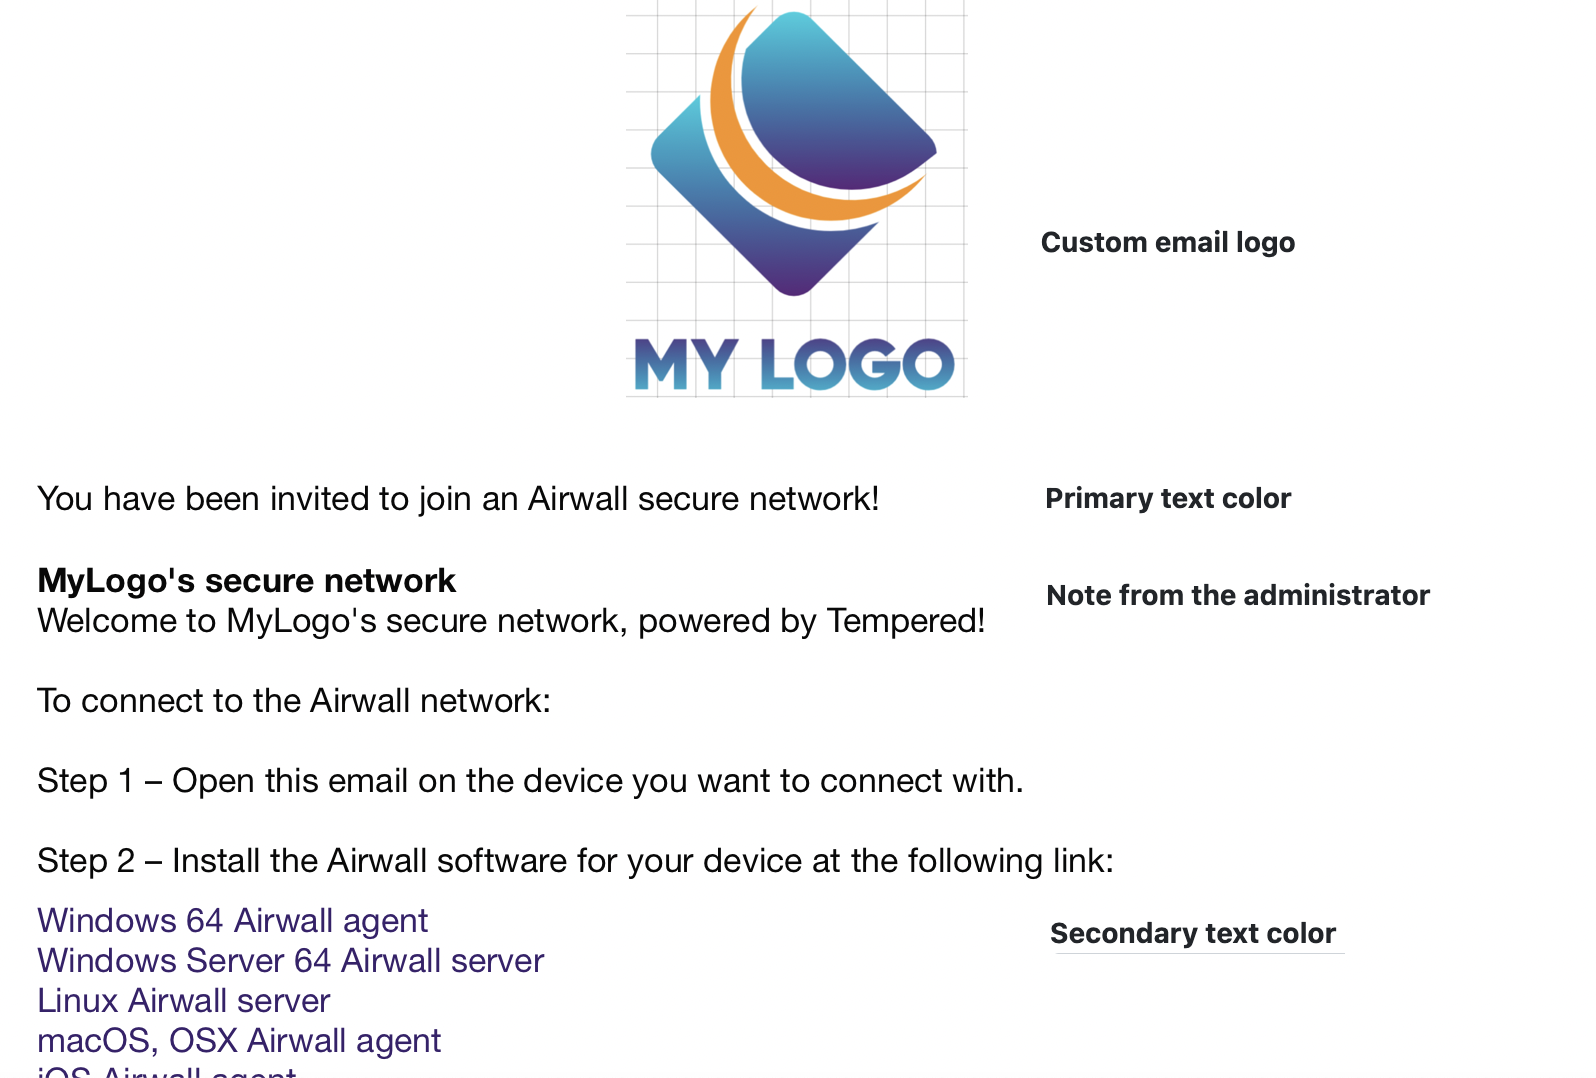 MY LOGO
Custom email logo
You have been invited to join an Airwall secure network!
Primary text color
MyLogo's secure network
Note from the administrator
Welcome to MyLogo's secure network, powered by Tempered!
To connect to the Airwall network:
Step 1 – Open this email on the device you want to connect with.
Step 2 – Install the Airwall software for your device at the following link:
Windows 64 Airwall agent
Secondary text color
Windows Server 64 Airwall server
Linux Airwall server
macOS, OSX Airwall agent
iOS Airwall agent